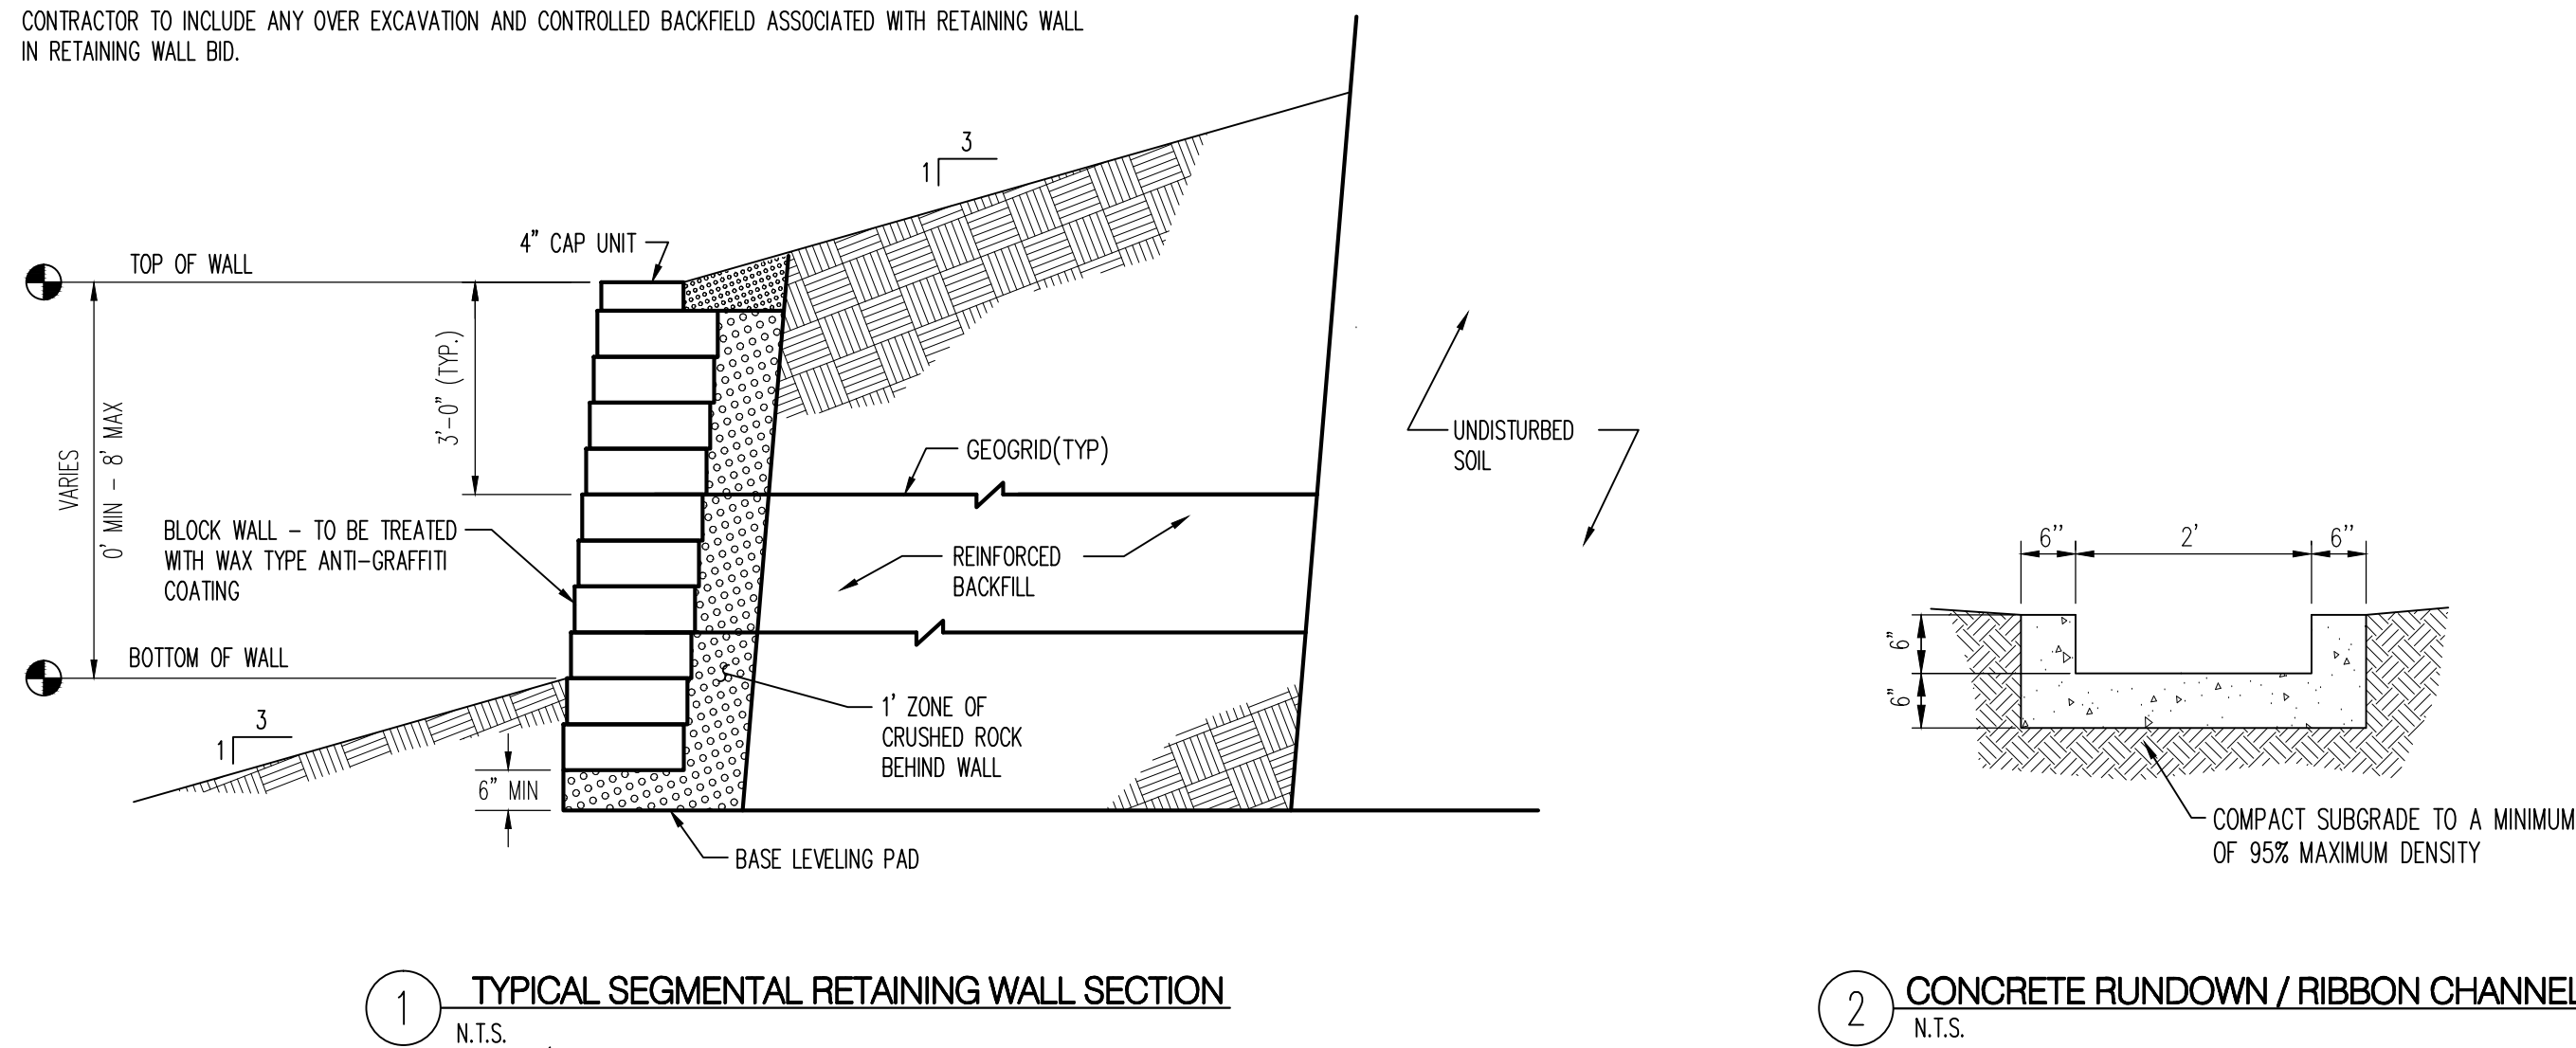 CONTRACTOR TO INCLUDE ANY OVER EXCAVATION AND CONTROLLED BACKFIELD ASSOCIATED WITH RETAINING WALL
IN RETAINING WALL BID.
3
1
4” CAP UNIT
TOP OF WALL
3’-0” (TYP.)
VARIES
0’ MIN - 8’ MAX
GEOGRID(TYP)
UNDISTURBED
SOIL
BLOCK WALL – TO BE TREATED
WITH WAX TYPE ANTI-GRAFFITI
COATING
REINFORCED
BACKFILL
BOTTOM OF WALL
1’ ZONE OF
CRUSHED ROCK
BEHIND WALL
3
1
6” MIN
BASE LEVELING PAD
1
TYPICAL SEGMENTAL RETAINING WALL SECTION
N.T.S.
6’’
2’
6’’
6”
6”
COMPACT SUBGRADE TO A MINIMUM
OF 95% MAXIMUM DENSITY
2
CONCRETE RUNDOWN / RIBBON CHANNEL
N.T.S.